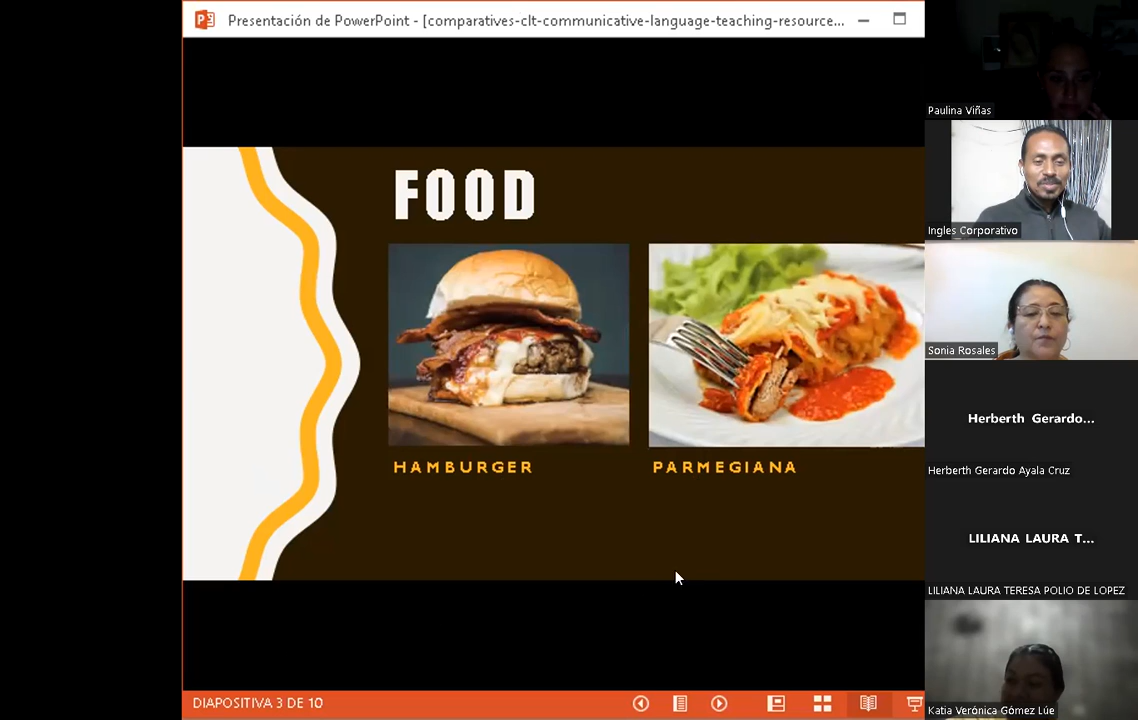 Presentación de PowerPoint - [comparatives-clt-communicative-language-teaching-resource...
FOOD
HAMBURGER
PARMEGIANA
DIAPOSITIVA 3 DE 10
Paulina Viñas
Ingles Corporativo
Sonia Rosales
Herberth Gerardo...
Herberth Gerardo Ayala Cruz
LILIANA LAURA T...
LILIANA LAURA TERESA POLIO DE LOPEZ
Katia Verónica Gómez Lúe